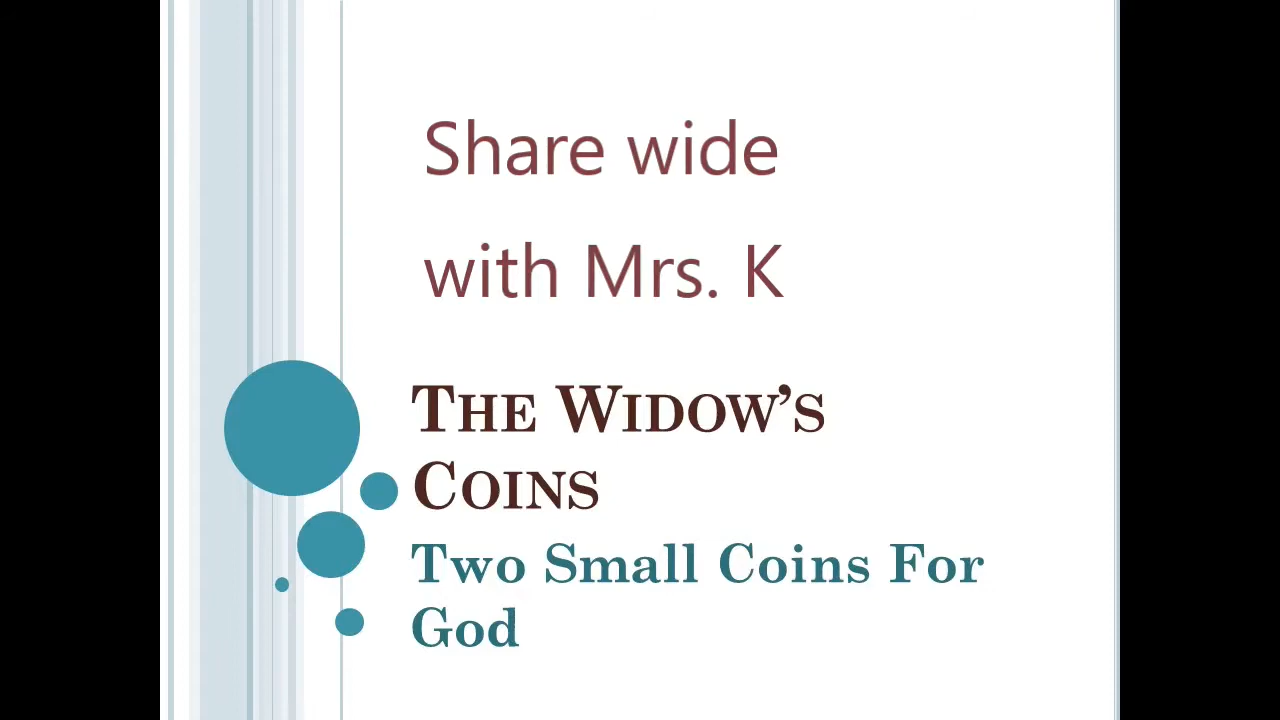 Share wide
with Mrs. K
The Widow’s
Coins
Two Small Coins For
God